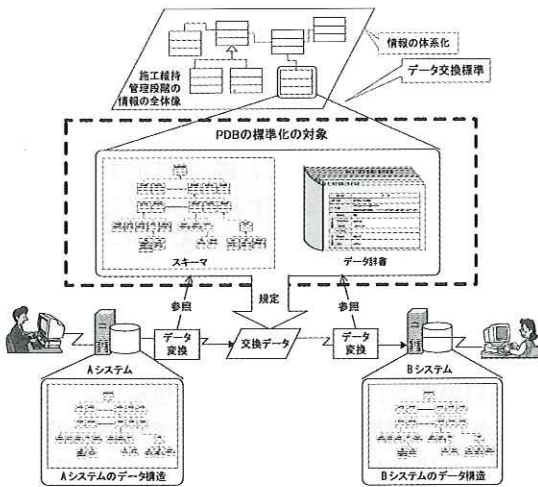 情報の体系化
データ交換標準
施工維持
管理段階の
情報の全体像
PDBの標準化の対象
スキーマ
データ辞書
参照
規定
参照
データ
変換
交換データ
データ
変換
Aシステム
Bシステム
Aシステムのデータ構造
Bシステムのデータ構造